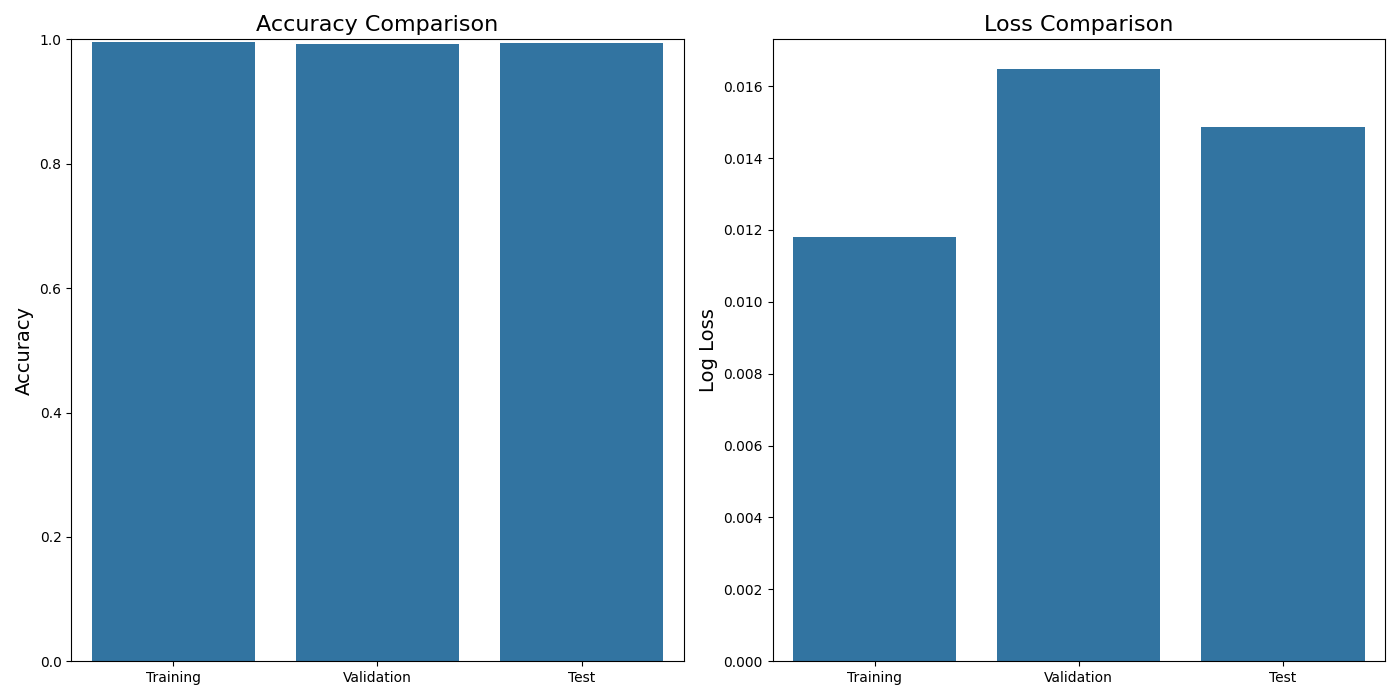 Accuracy Comparison
Accuracy
1.0
0.8
0.6
0.4
0.2
0.0
Training Validation Test
Loss Comparison
Log Loss
0.016
0.014
0.012
0.010
0.008
0.006
0.004
0.002
0.000
Training Validation Test